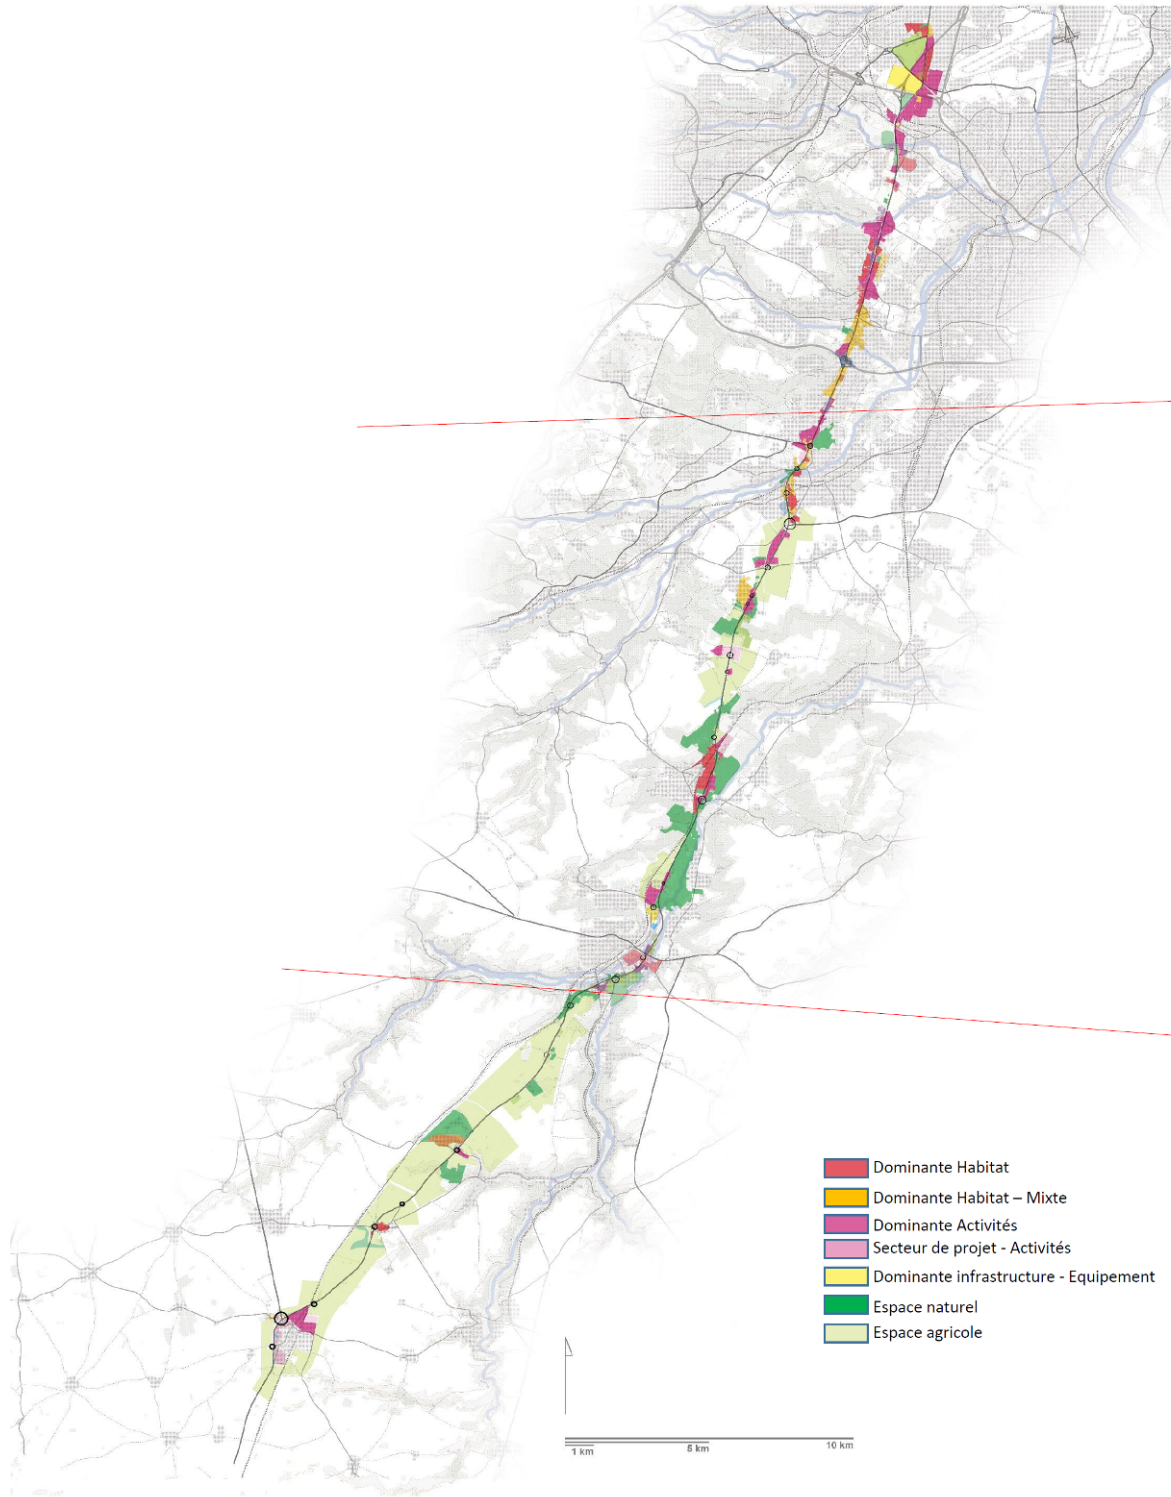 Dominante Habitat
Dominante Habitat – Mixte
Dominante Activités
Secteur de projet - Activités
Dominante infrastructure - Equipement
Espace naturel
Espace agricole
1 km 5 km 10 km